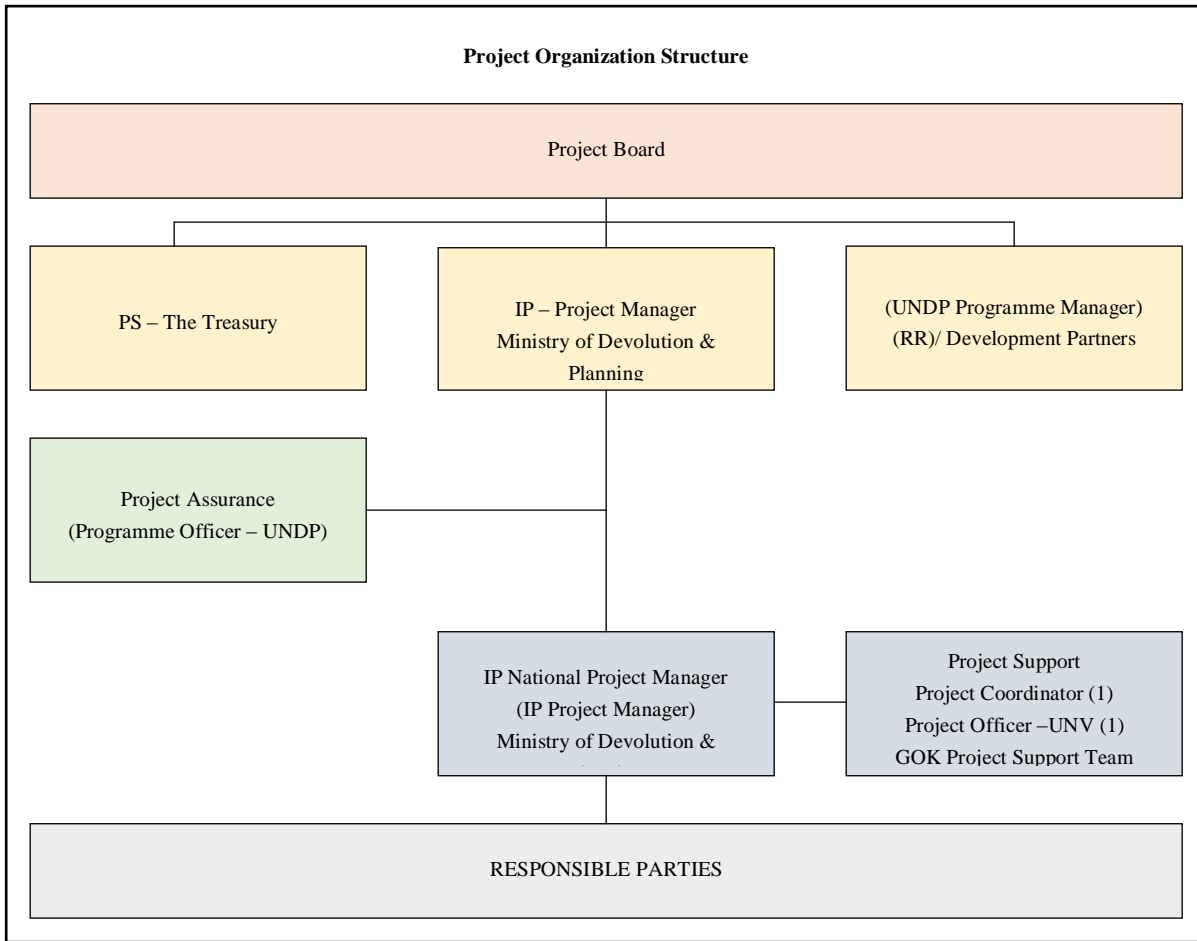 Project Organization Structure
Project Board
PS – The Treasury
IP – Project Manager
Ministry of Devolution &
Planning
(UNDP Programme Manager)
(RR)/ Development Partners
Project Assurance
(Programme Officer – UNDP)
IP National Project Manager
(IP Project Manager)
Ministry of Devolution &
Project Support
Project Coordinator (1)
Project Officer –UNV (1)
GOK Project Support Team
RESPONSIBLE PARTIES